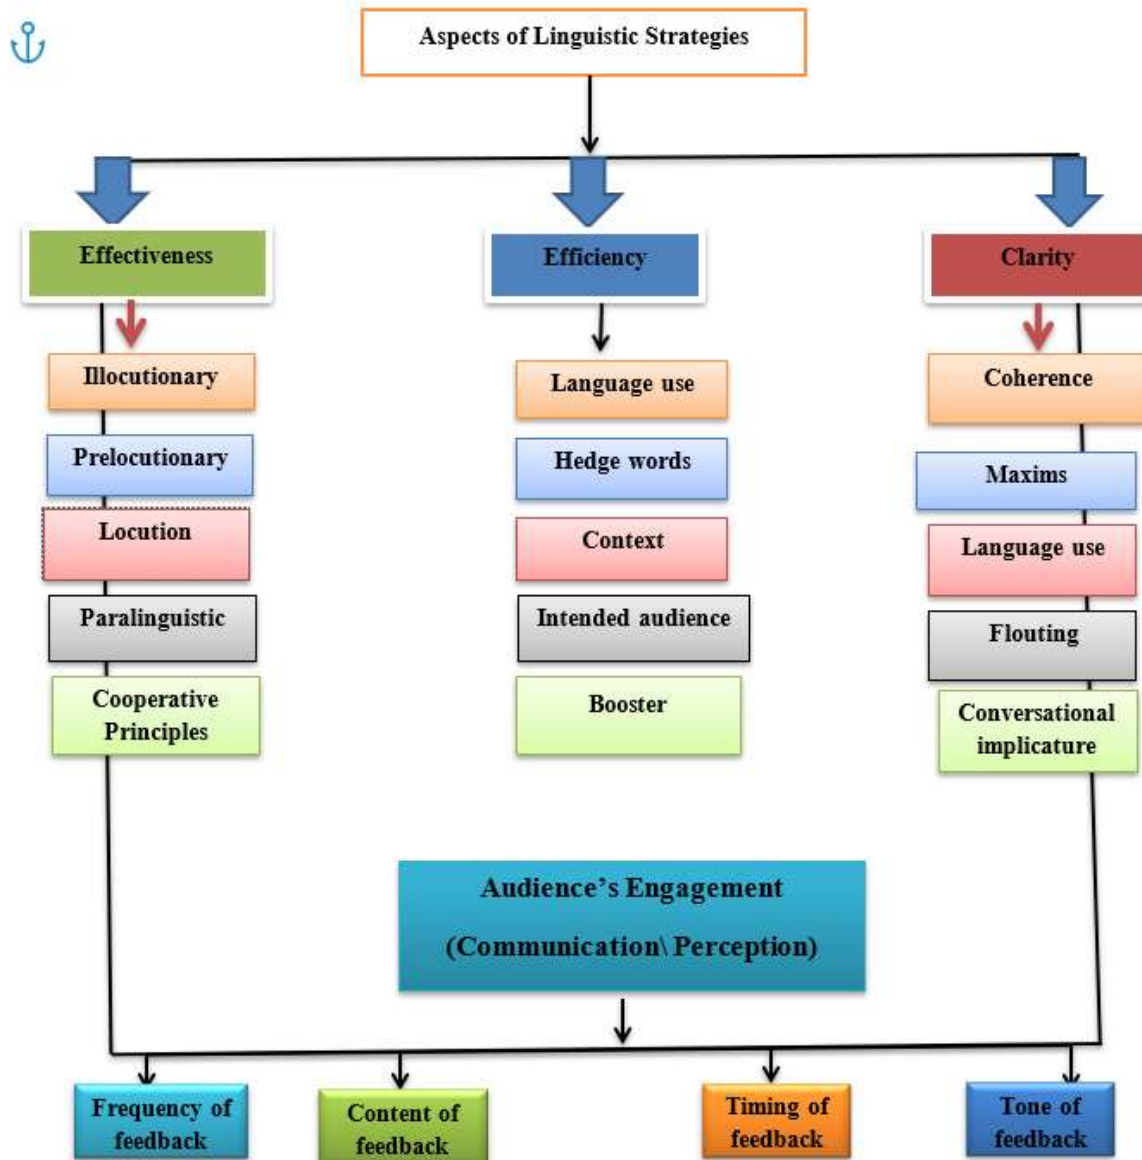 Aspects of Linguistic Strategies
Effectiveness
Efficiency
Clarity
Illocutionary
Prelocutionary
Locution
Paralinguistic
Cooperative
Principles
Language use
Hedge words
Context
Intended audience
Booster
Coherence
Maxims
Language use
Flouting
Conversational
implicature
Audience’s Engagement
(Communication\ Perception)
Frequency of
feedback
Content of
feedback
Timing of
feedback
Tone of
feedback